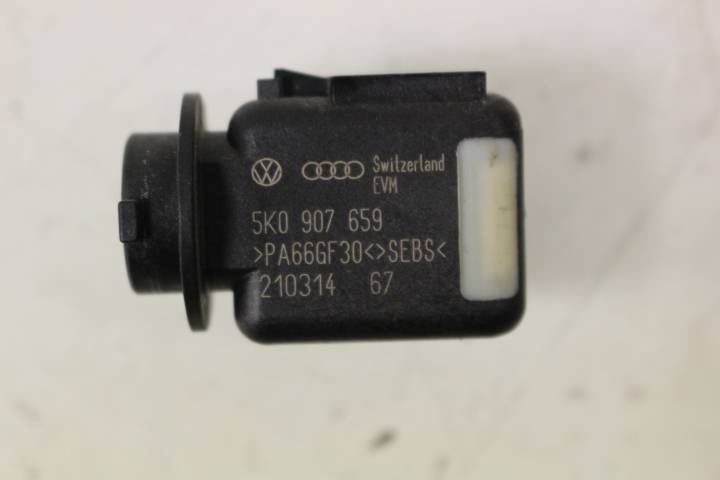 Switzerland
EVM
5K0 907 659
>PA66GF30<>SEBS<
210314 67